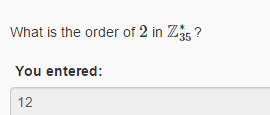 What is the order of 2 in ℤ*₃₅ ?
You entered:
12